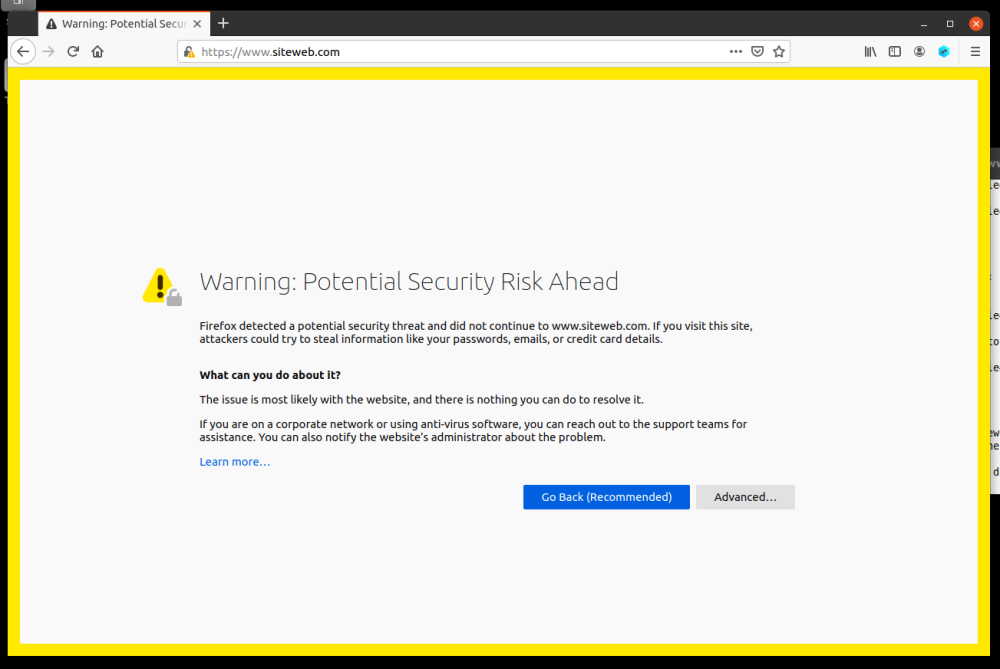 Warning: Potential Secur
https://www.siteweb.com
Warning: Potential Security Risk Ahead
Firefox detected a potential security threat and did not continue to www.siteweb.com. If you visit this site,
attackers could try to steal information like your passwords, emails, or credit card details.
What can you do about it?
The issue is most likely with the website, and there is nothing you can do to resolve it.
If you are on a corporate network or using anti-virus software, you can reach out to the support teams for
assistance. You can also notify the website’s administrator about the problem.
Learn more…
Go Back (Recommended)
Advanced…